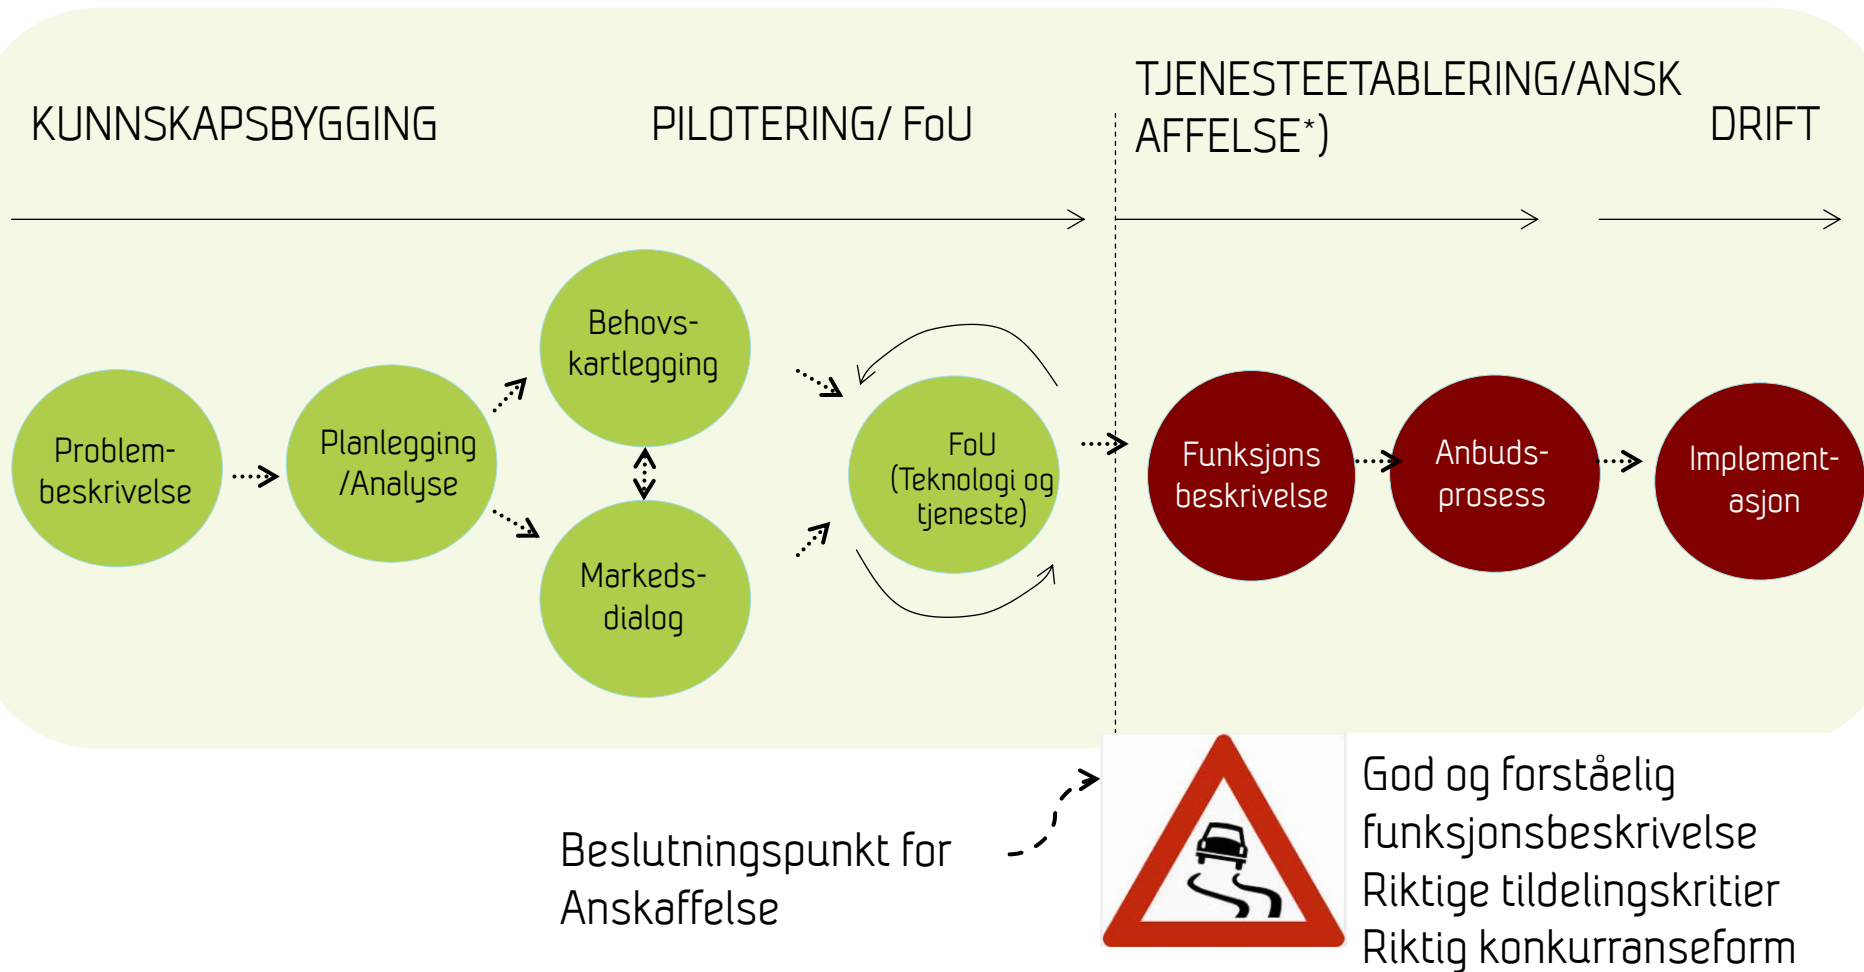 KUNNSKAPSBYGGING
PILOTERING/ FoU
TJENESTEETABLERING/ANSK
AFFELSE*)
DRIFT
Problem-
beskrivelse
Planlegging
/Analyse
Behovs-
kartlegging
Markeds-
dialog
FoU
(Teknologi og
tjeneste)
Funksjons
beskrivelse
Anbuds-
prosess
Implement-
asjon
Beslutningspunkt for
Anskaffelse
God og forståelig
funksjonsbeskrivelse
Riktige tildelingskritier
Riktig konkurranseform